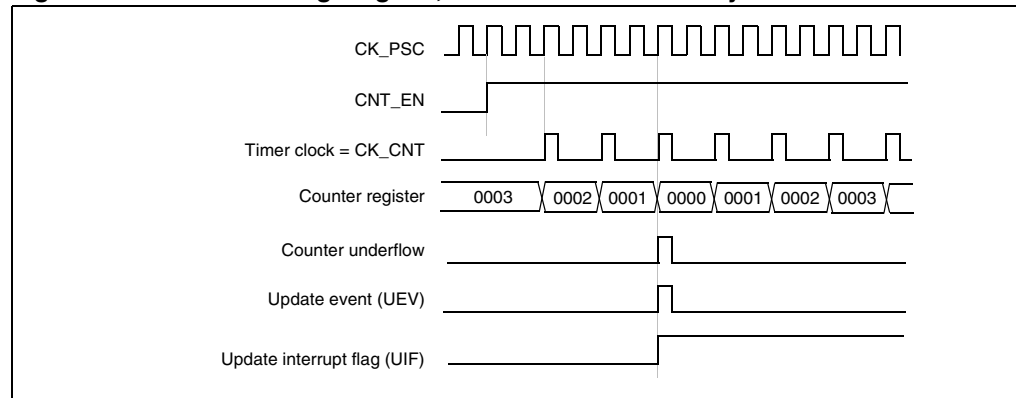 CK_PSC
CNT_EN
Timer clock = CK_CNT
Counter register 0003 0002 0001 0000 0001 0002 0003
Counter underflow
Update event (UEV)
Update interrupt flag (UIF)